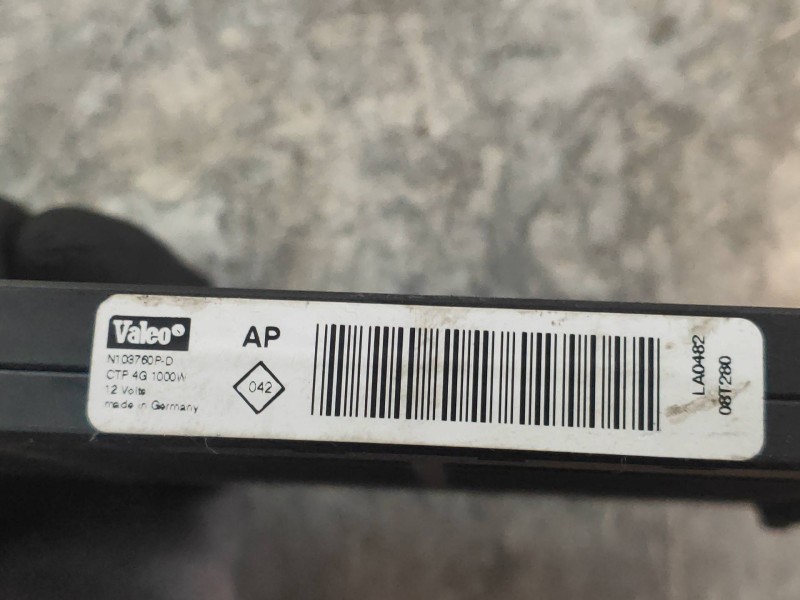 Valeo
N103760P-D
CTP 4G 1000W
12 Volts
made in Germany
AP
042
LA0482
08T280